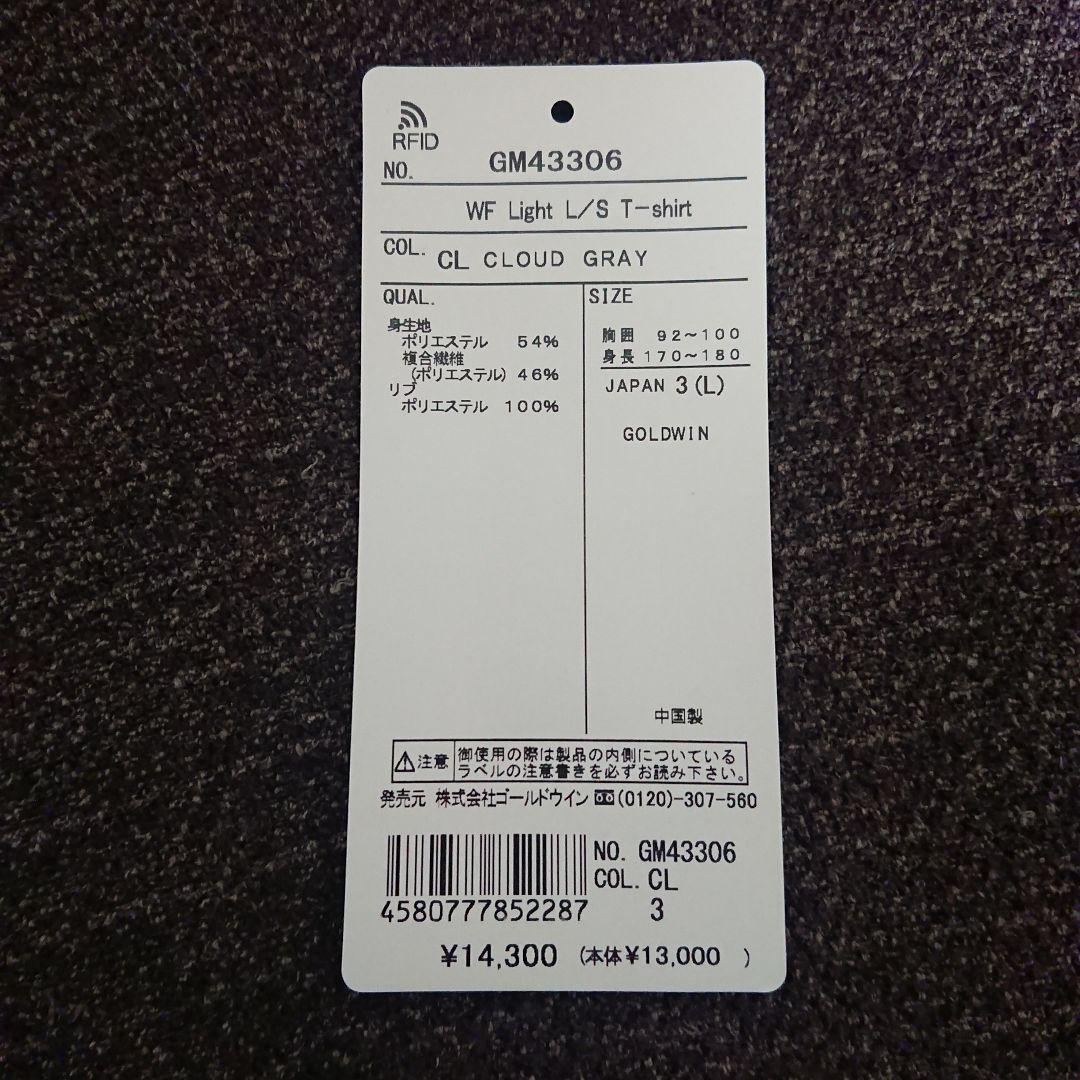 RFID
NO. GM43306
WF Light L/S T-shirt
COL. CL CLOUD GRAY
QUAL.
身生地
ポリエステル 54%
複合繊維
(ポリエステル) 46%
リブ
ポリエステル 100%
SIZE
胸囲 92~100
身長 170~180
JAPAN 3(L)
GOLDWIN
中国製
注意
御使用の際は製品の内側についている
ラベルの注意書きを必ずお読み下さい。
発売元 株式会社ゴールドウイン (0120)-307-560
NO. GM43306
COL. CL
3
4580777852287
¥14,300 (本体¥13,000 )